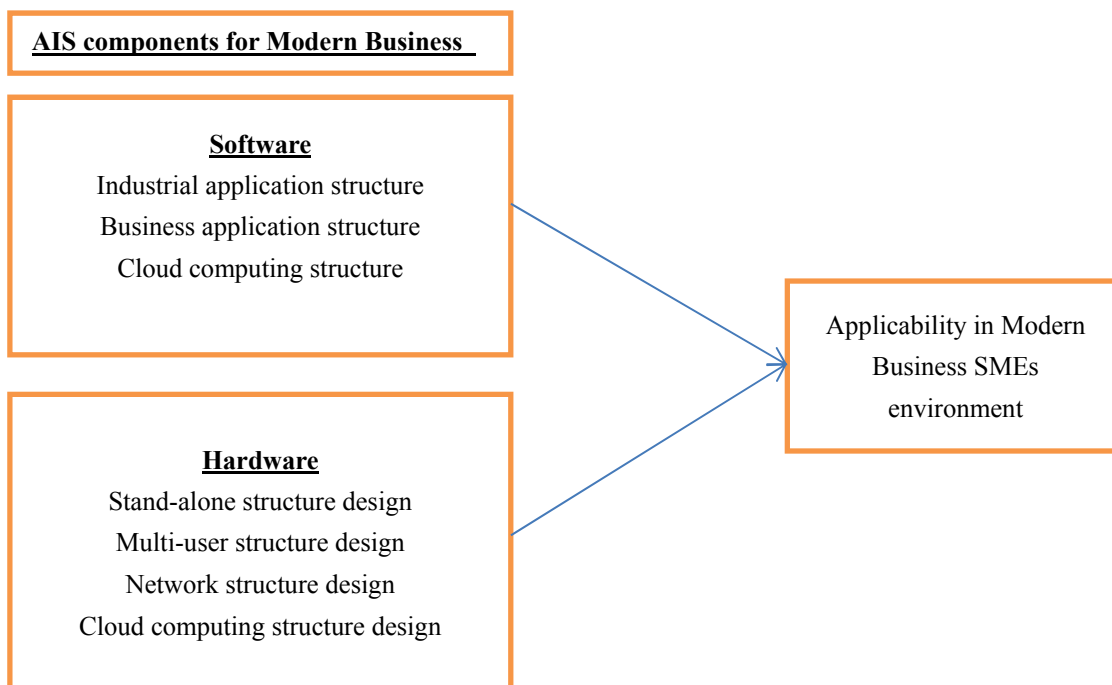 AIS components for Modern Business
Software
Industrial application structure
Business application structure
Cloud computing structure
Applicability in Modern
Business SMEs
environment
Hardware
Stand-alone structure design
Multi-user structure design
Network structure design
Cloud computing structure design